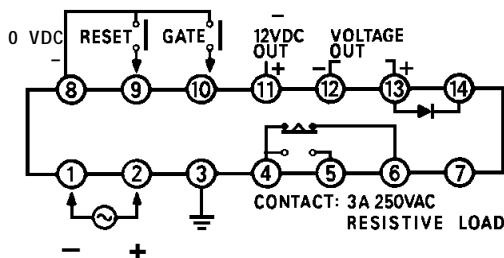 0 VDC
RESET
GATE
−
12VDC
OUT
VOLTAGE
OUT
−
+
−
+
8
9
10
11
12
13
14
1
2
3
4
5
6
7
CONTACT: 3A 250VAC
RESISTIVE LOAD
−
+